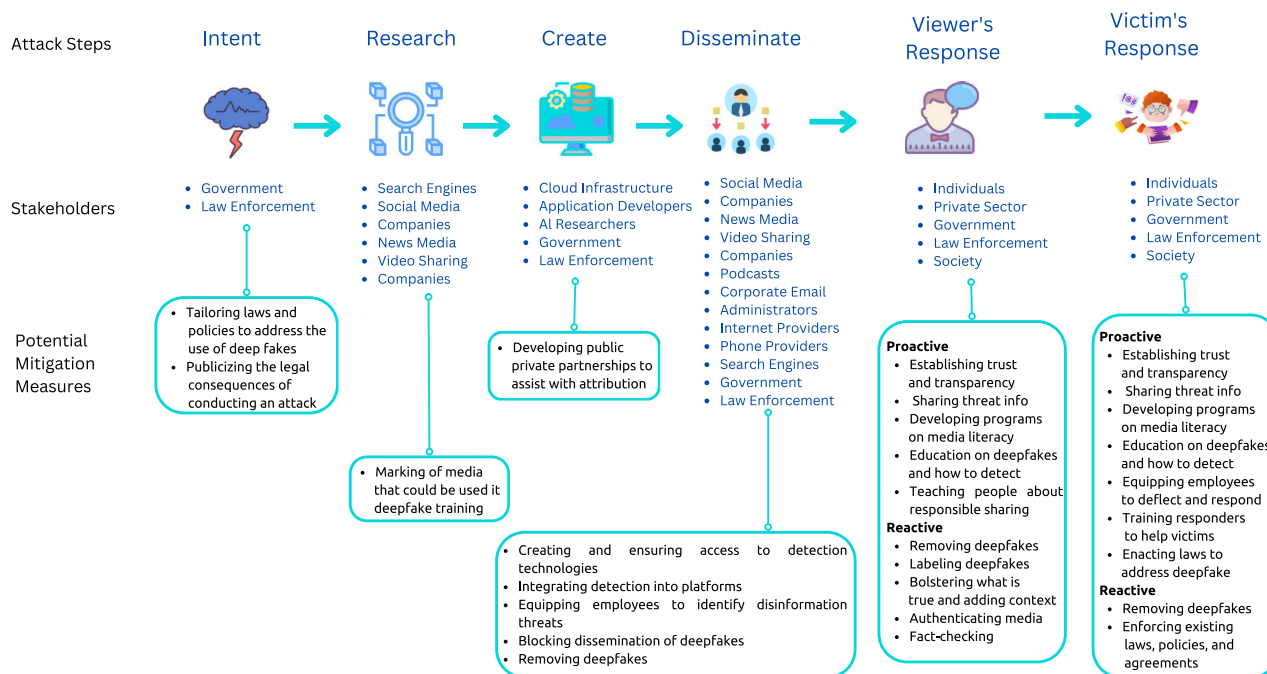 Attack Steps
Intent
Research
Create
Disseminate
Viewer's
Response
Victim's
Response
!@#
Stakeholders
• Government
• Law Enforcement
• Search Engines
• Social Media
• Companies
• News Media
• Video Sharing
• Companies
• Cloud Infrastructure
• Application Developers
• AI Researchers
• Government
• Law Enforcement
• Social Media
• Companies
• News Media
• Video Sharing
• Companies
• Podcasts
• Corporate Email
• Administrators
• Internet Providers
• Phone Providers
• Search Engines
• Government
• Law Enforcement
• Individuals
• Private Sector
• Government
• Law Enforcement
• Society
• Individuals
• Private Sector
• Government
• Law Enforcement
• Society
Potential
Mitigation
Measures
• Tailoring laws and
policies to address the
use of deep fakes
• Publicizing the legal
consequences of
conducting an attack
• Marking of media
that could be used it
deepfake training
• Developing public
private partnerships to
assist with attribution
• Creating and ensuring access to detection
technologies
• Integrating detection into platforms
• Equipping employees to identify disinformation
threats
• Blocking dissemination of deepfakes
• Removing deepfakes
Proactive
• Establishing trust
and transparency
• Sharing threat info
• Developing programs
on media literacy
• Education on deepfakes
and how to detect
• Teaching people about
responsible sharing
Reactive
• Removing deepfakes
• Labeling deepfakes
• Bolstering what is
true and adding context
• Authenticating media
• Fact-checking
Proactive
• Establishing trust
and transparency
• Sharing threat info
• Developing programs
on media literacy
• Education on deepfakes
and how to detect
• Equipping employees
to deflect and respond
• Training responders
to help victims
• Enacting laws to
address deepfake
Reactive
• Removing deepfakes
• Enforcing existing
laws, policies, and
agreements